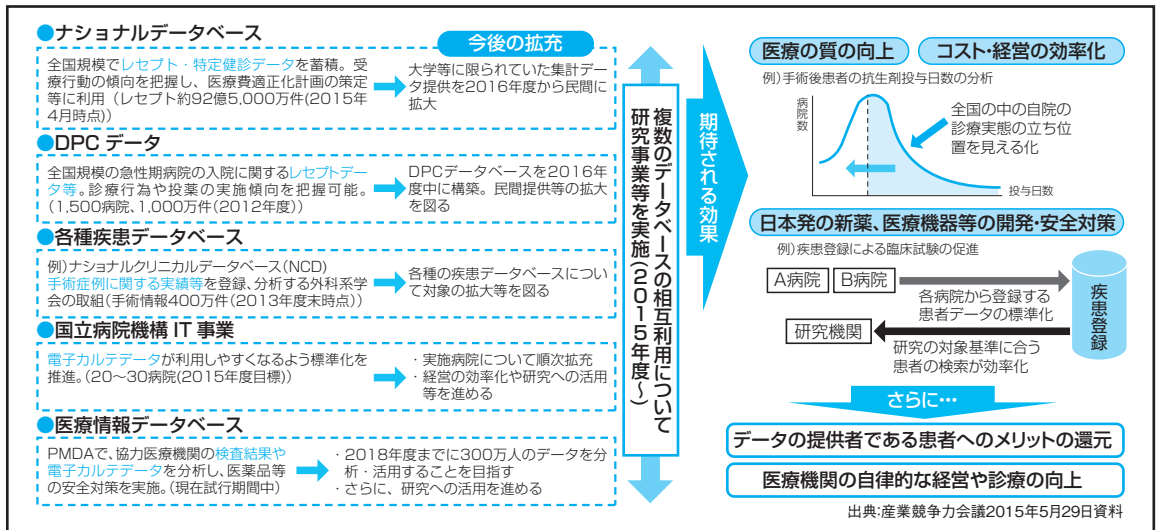 ●ナショナルデータベース
今後の拡充
全国規模でレセプト・特定健診データを蓄積。受
療行動の傾向を把握し、医療費適正化計画の策定
等に利用（レセプト約92億5,000万件(2015年
4月時点))
大学等に限られていた集計デー
タ提供を2016年度から民間に
拡大
●DPC データ
全国規模の急性期病院の入院に関するレセプトデー
タ等。診療行為や投薬の実施傾向を把握可能。
(1,500病院、1,000万件(2012年度))
DPCデータベースを2016年
度中に構築。民間提供等の拡大
を図る
●各種疾患データベース
例)ナショナルクリニカルデータベース(NCD)
手術症例に関する実績等を登録、分析する外科系学
会の取組(手術情報400万件(2013年度末時点))
各種の疾患データベースについ
て対象の拡大等を図る
●国立病院機構 IT 事業
電子カルテデータが利用しやすくなるよう標準化を
推進。(20〜30病院(2015年度目標))
・実施病院について順次拡充
・経営の効率化や研究への活用
等を進める
●医療情報データベース
PMDAで、協力医療機関の検査結果や
電子カルテデータを分析し、医薬品等
の安全対策を実施。(現在試行期間中)
・2018年度までに300万人のデータを分
析・活用することを目指す
・さらに、研究への活用を進める
複数のデータベースの相互利用について
研究事業等を実施(2015年度〜)
期待される効果
医療の質の向上
コスト・経営の効率化
例)手術後患者の抗生剤投与日数の分析
病院数
全国の中の自院の
診療実態の立ち位
置を見える化
投与日数
日本発の新薬、医療機器等の開発・安全対策
例)疾患登録による臨床試験の促進
A病院
B病院
各病院から登録する
患者データの標準化
疾患登録
研究機関
研究の対象基準に合う
患者の検索が効率化
さらに…
データの提供者である患者へのメリットの還元
医療機関の自律的な経営や診療の向上
出典:産業競争力会議2015年5月29日資料